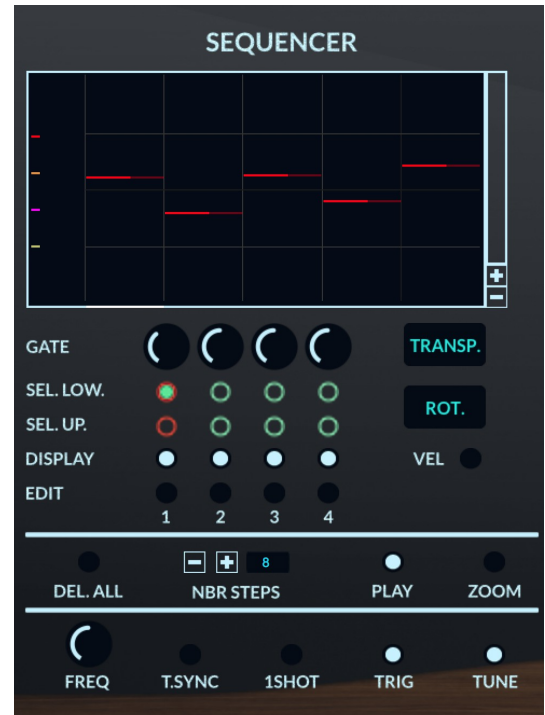 SEQUENCER
+
-
GATE
TRANSP.
SEL. LOW.
ROT.
SEL. UP.
DISPLAY
VEL
EDIT
1 2 3 4
- + 8
DEL. ALL NBR STEPS PLAY ZOOM
FREQ T.SYNC 1SHOT TRIG TUNE